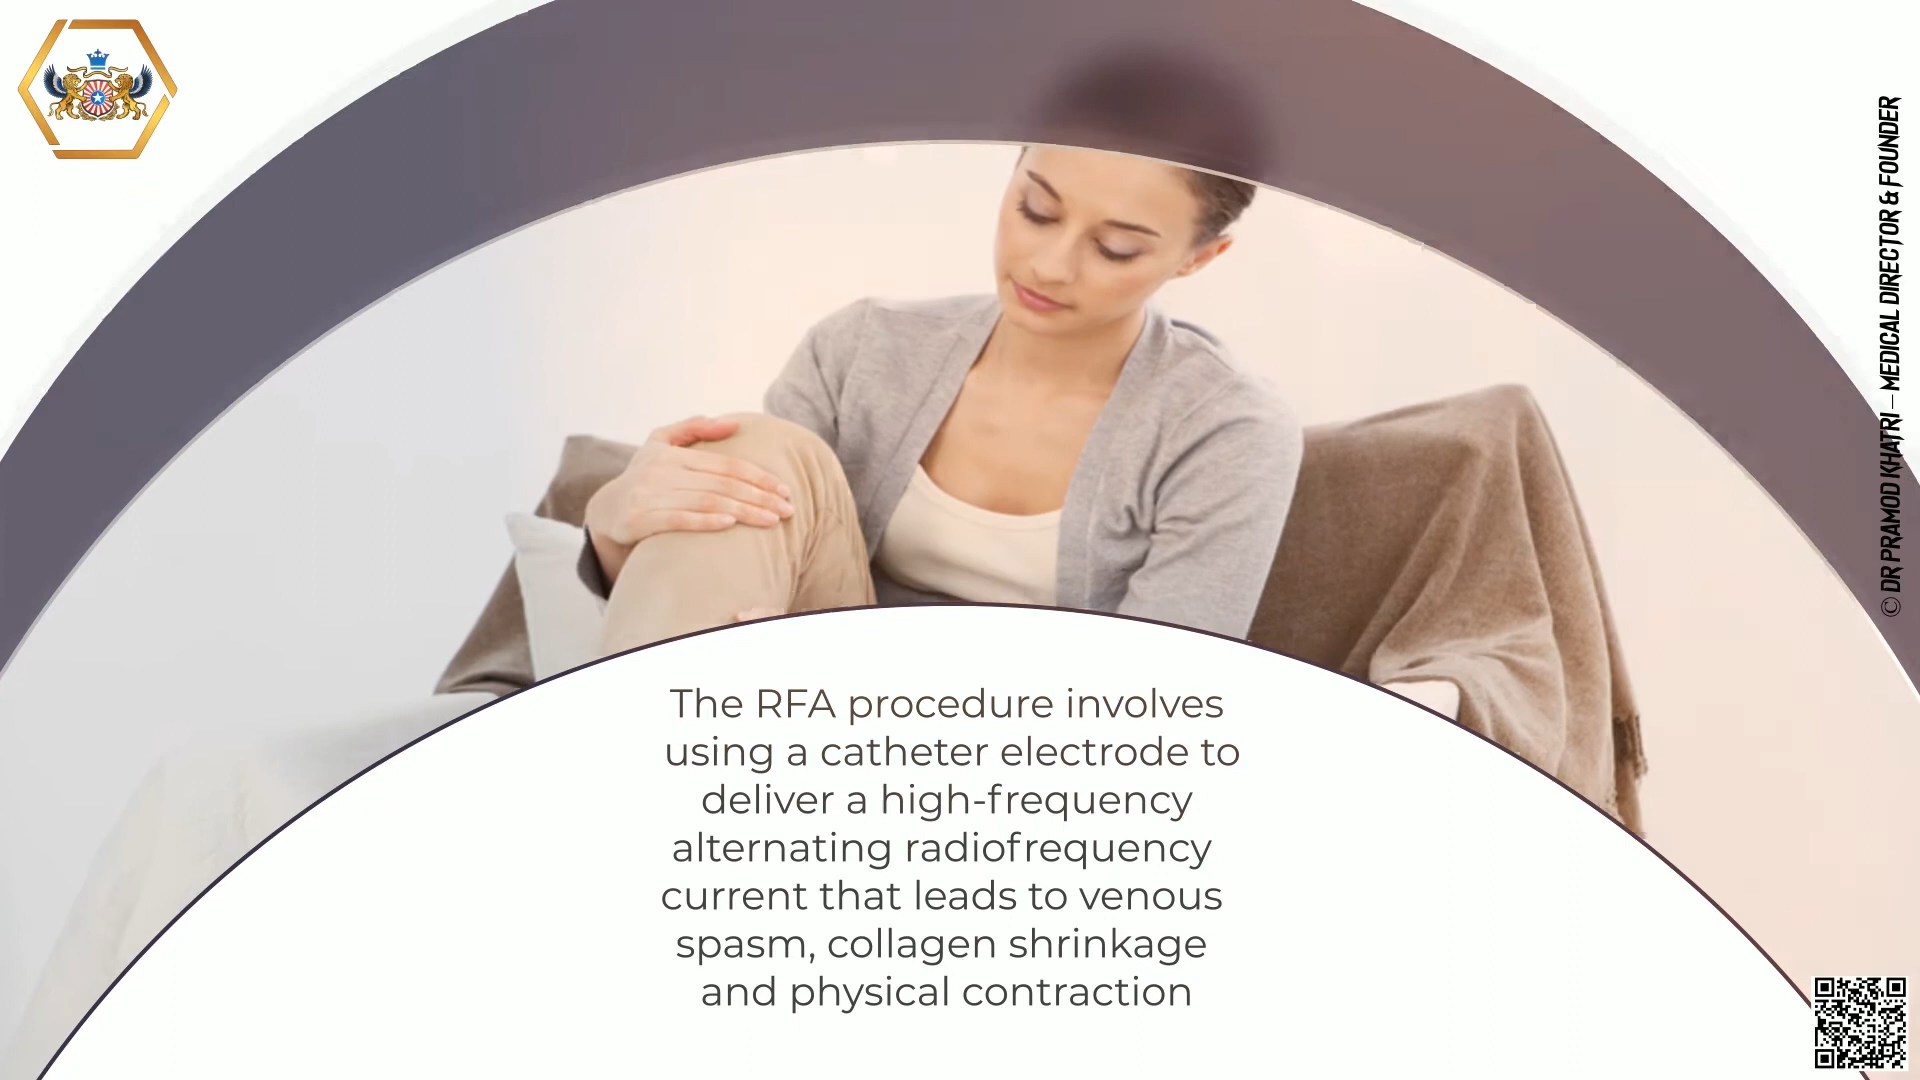 The RFA procedure involves
using a catheter electrode to
deliver a high-frequency
alternating radiofrequency
current that leads to venous
spasm, collagen shrinkage
and physical contraction
© DR PRAMOD KHATRI – MEDICAL DIRECTOR & FOUNDER